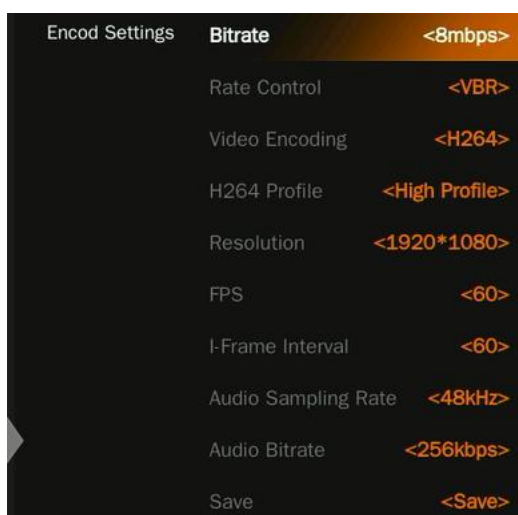 Encod Settings
Bitrate <8mbps>
Rate Control <VBR>
Video Encoding <H264>
H264 Profile <High Profile>
Resolution <1920*1080>
FPS <60>
I-Frame Interval <60>
Audio Sampling Rate <48kHz>
Audio Bitrate <256kbps>
Save <Save>